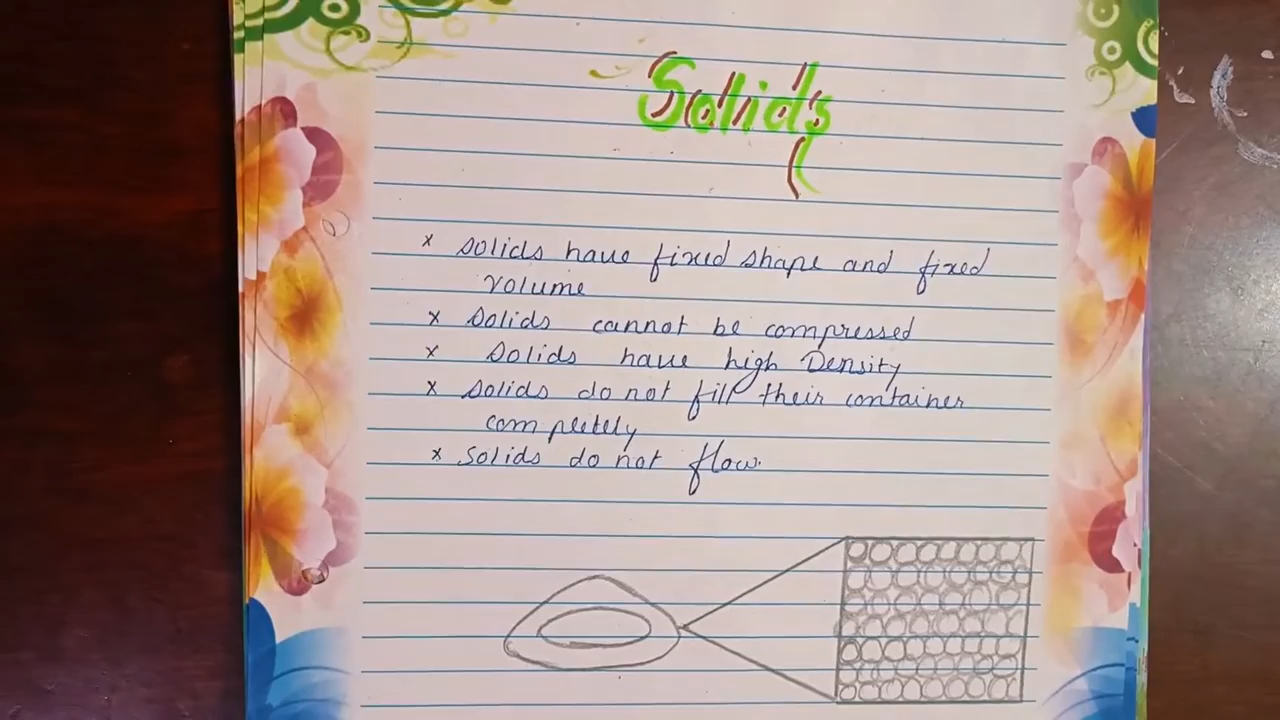 Solids
x solids have fixed shape and fixed
volume
x solids cannot be compressed
x solids have high Density
x solids do not fill their container
completely
x solids do not flow.